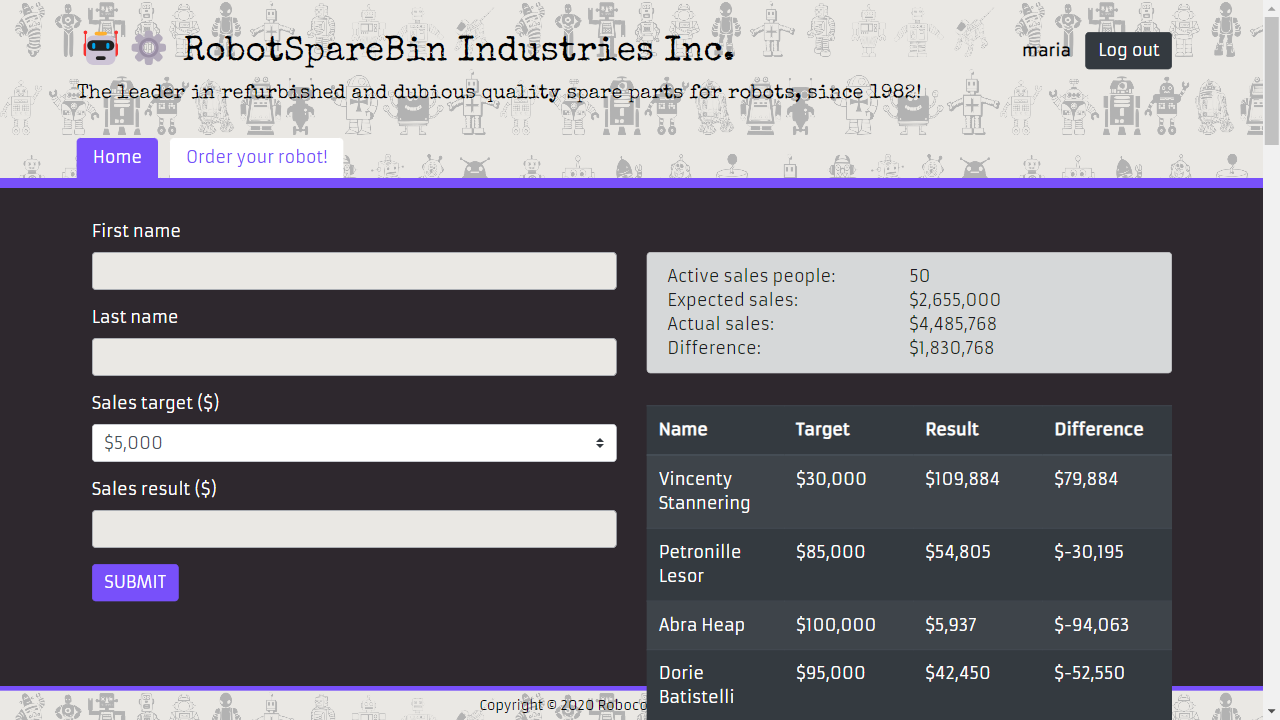 RobotSpareBin Industries Inc.
maria
Log out
The leader in refurbished and dubious quality spare parts for robots, since 1982!
Home
Order your robot!
First name
Last name
Sales target ($)
$5,000
Sales result ($)
SUBMIT
Active sales people: 50
Expected sales: $2,655,000
Actual sales: $4,485,768
Difference: $1,830,768
Name Target Result Difference
Vincenty Stannering $30,000 $109,884 $79,884
Petronille Lesor $85,000 $54,805 $-30,195
Abra Heap $100,000 $5,937 $-94,063
Dorie Batistelli $95,000 $42,450 $-52,550
Copyright © 2020 Roboco